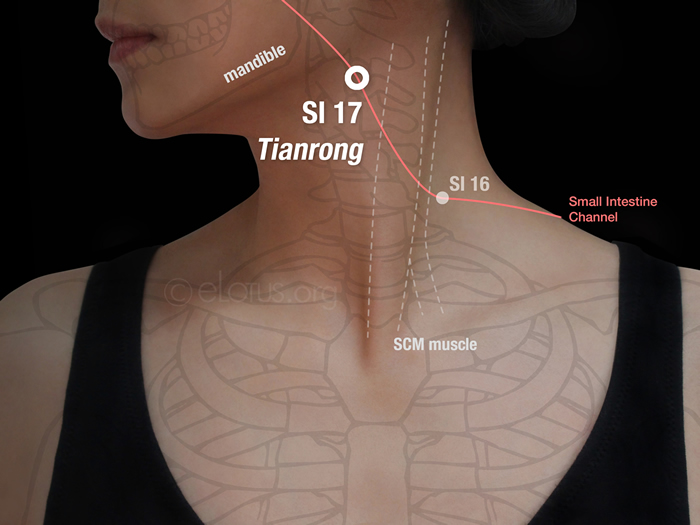 mandible
SI 17
Tianrong
SI 16
Small Intestine
Channel
© eLotus.org
SCM muscle